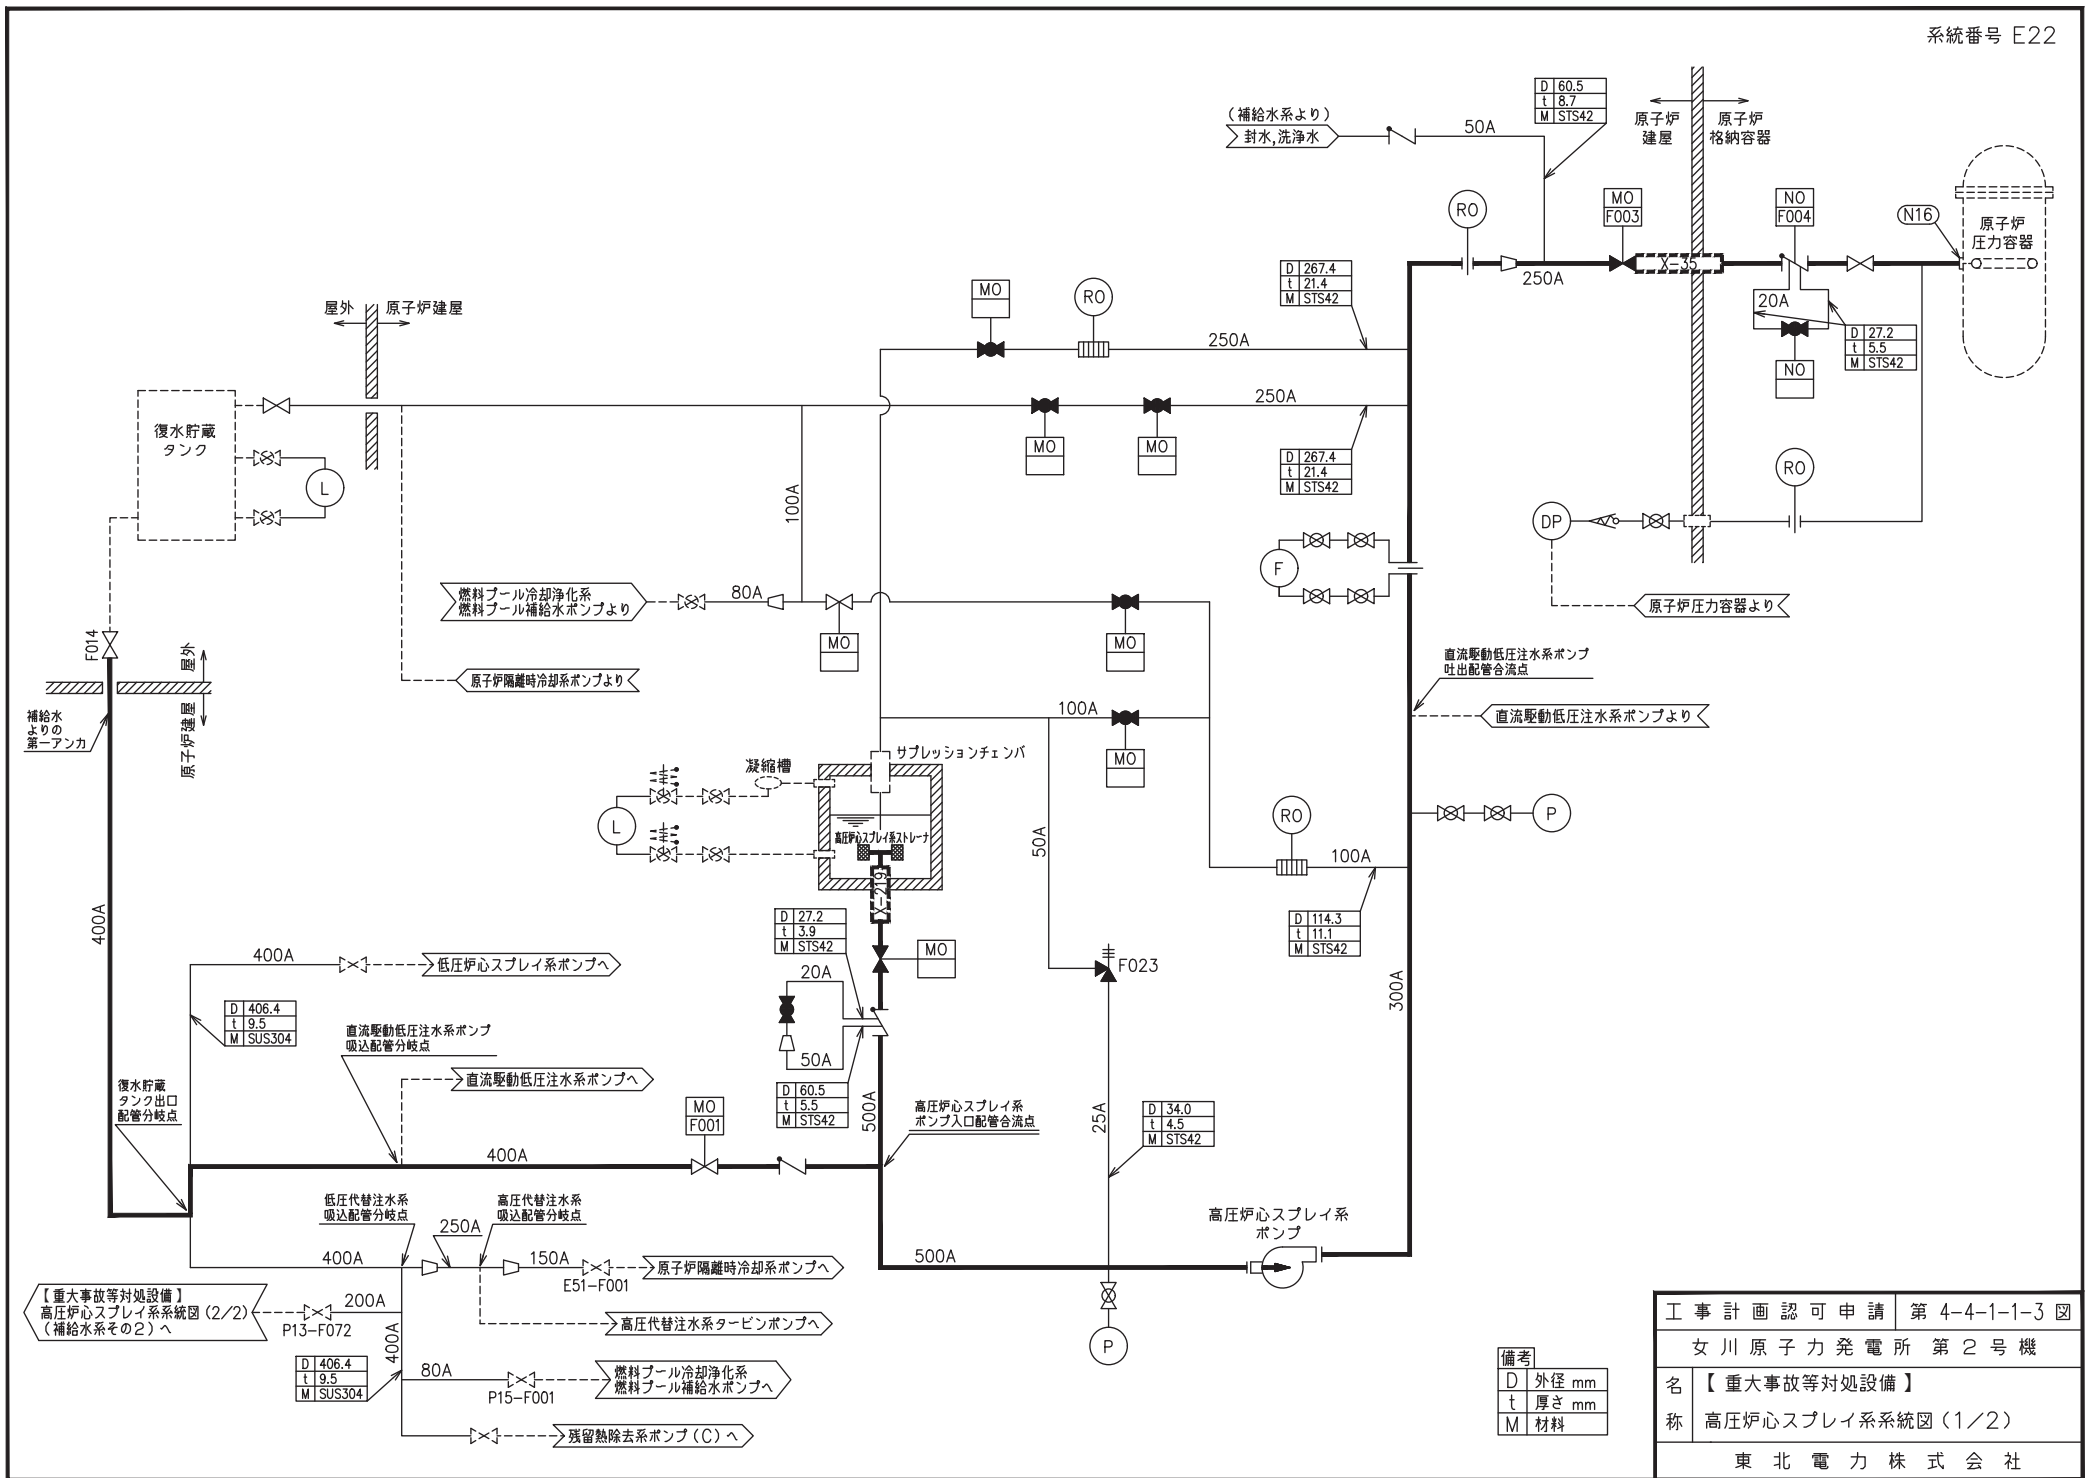 系統番号 E22
D 60.5
t 8.7
M STS42
(補給水系より)
封水,洗浄水
50A
原子炉
建屋
原子炉
格納容器
RO
MO
F003
NO
F004
N16
原子炉
圧力容器
X-35
250A
20A
D 27.2
t 5.5
M STS42
NO
D 267.4
t 21.4
M STS42
MO
RO
250A
屋外
原子炉建屋
250A
MO
MO
D 267.4
t 21.4
M STS42
復水貯蔵
タンク
L
100A
RO
DP
原子炉圧力容器より
F
燃料プール冷却浄化系
燃料プール補給水ポンプより
80A
MO
MO
F014
屋外
原子炉建屋
原子炉隔離時冷却系ポンプより
直流駆動低圧注水系ポンプ
吐出配管合流点
直流駆動低圧注水系ポンプより
補給水
よりの
第一アンカ
100A
MO
サプレッションチェンバ
凝縮槽
L
高圧炉心スプレイ系ストレーナ
X-219
RO
P
50A
100A
D 114.3
t 11.1
M STS42
400A
D 27.2
t 3.9
M STS42
MO
F023
300A
400A
低圧炉心スプレイ系ポンプへ
20A
50A
D 406.4
t 9.5
M SUS304
直流駆動低圧注水系ポンプ
吸込配管分岐点
直流駆動低圧注水系ポンプへ
D 60.5
t 5.5
M STS42
500A
復水貯蔵
タンク出口
配管分岐点
MO
F001
高圧炉心スプレイ系
ポンプ入口配管合流点
25A
D 34.0
t 4.5
M STS42
400A
低圧代替注水系
吸込配管分岐点
高圧代替注水系
吸込配管分岐点
250A
400A
150A
E51-F001
原子炉隔離時冷却系ポンプへ
500A
高圧炉心スプレイ系
ポンプ
【重大事故等対処設備】
高圧炉心スプレイ系系統図(2/2)
(補給水系その2)へ
200A
P13-F072
高圧代替注水系タービンポンプへ
P
400A
D 406.4
t 9.5
M SUS304
80A
P15-F001
燃料プール冷却浄化系
燃料プール補給水ポンプへ
残留熱除去系ポンプ(C)へ
備考
D 外径 mm
t 厚さ mm
M 材料
工事計画認可申請 第 4-4-1-1-3 図
女川原子力発電所 第2号機
名称
【重大事故等対処設備】
高圧炉心スプレイ系系統図(1/2)
東北電力株式会社